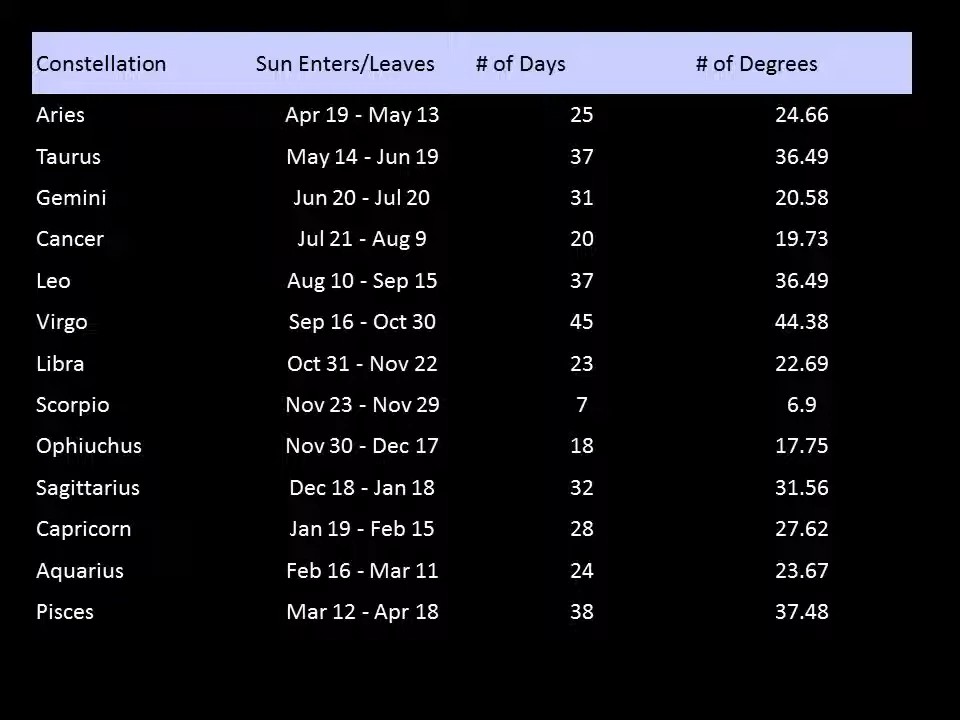 Constellation Sun Enters/Leaves # of Days # of Degrees
Aries Apr 19 - May 13 25 24.66
Taurus May 14 - Jun 19 37 36.49
Gemini Jun 20 - Jul 20 31 20.58
Cancer Jul 21 - Aug 9 20 19.73
Leo Aug 10 - Sep 15 37 36.49
Virgo Sep 16 - Oct 30 45 44.38
Libra Oct 31 - Nov 22 23 22.69
Scorpio Nov 23 - Nov 29 7 6.9
Ophiuchus Nov 30 - Dec 17 18 17.75
Sagittarius Dec 18 - Jan 18 32 31.56
Capricorn Jan 19 - Feb 15 28 27.62
Aquarius Feb 16 - Mar 11 24 23.67
Pisces Mar 12 - Apr 18 38 37.48